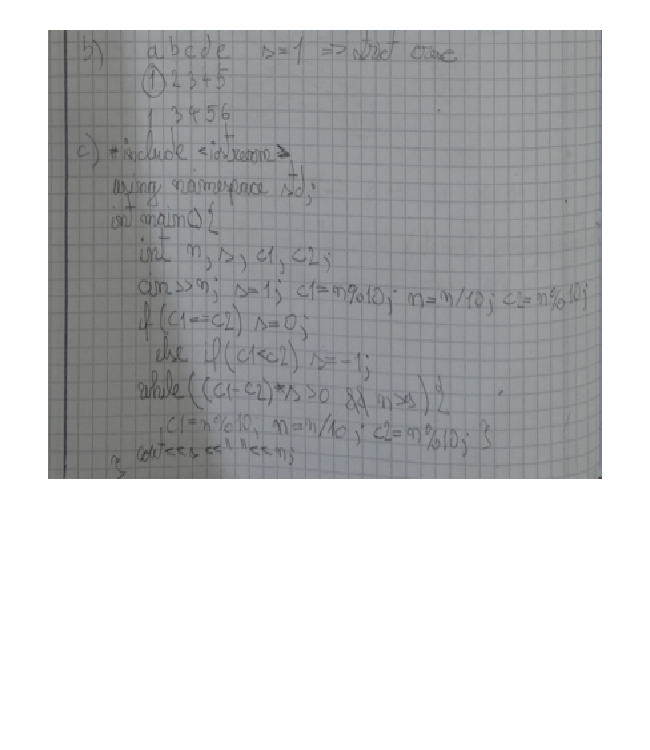 b) a b c d e s=1 =>
① 2 3 4 5
1 3 4 5 6
c) #include <iostream>
using namespace std;
int main(){
int n, s, c1, c2;
cin>>n; s=1; c1=n%10; n=n/10; c2=n%10;
if(c1==c2) s=0;
else if(c1<c2) s=-1;
while((c1-c2)*s>0 && n>s){
c1=n%10; n=n/10; c2=n%10; }
cout<<s<<" "<<n;
}